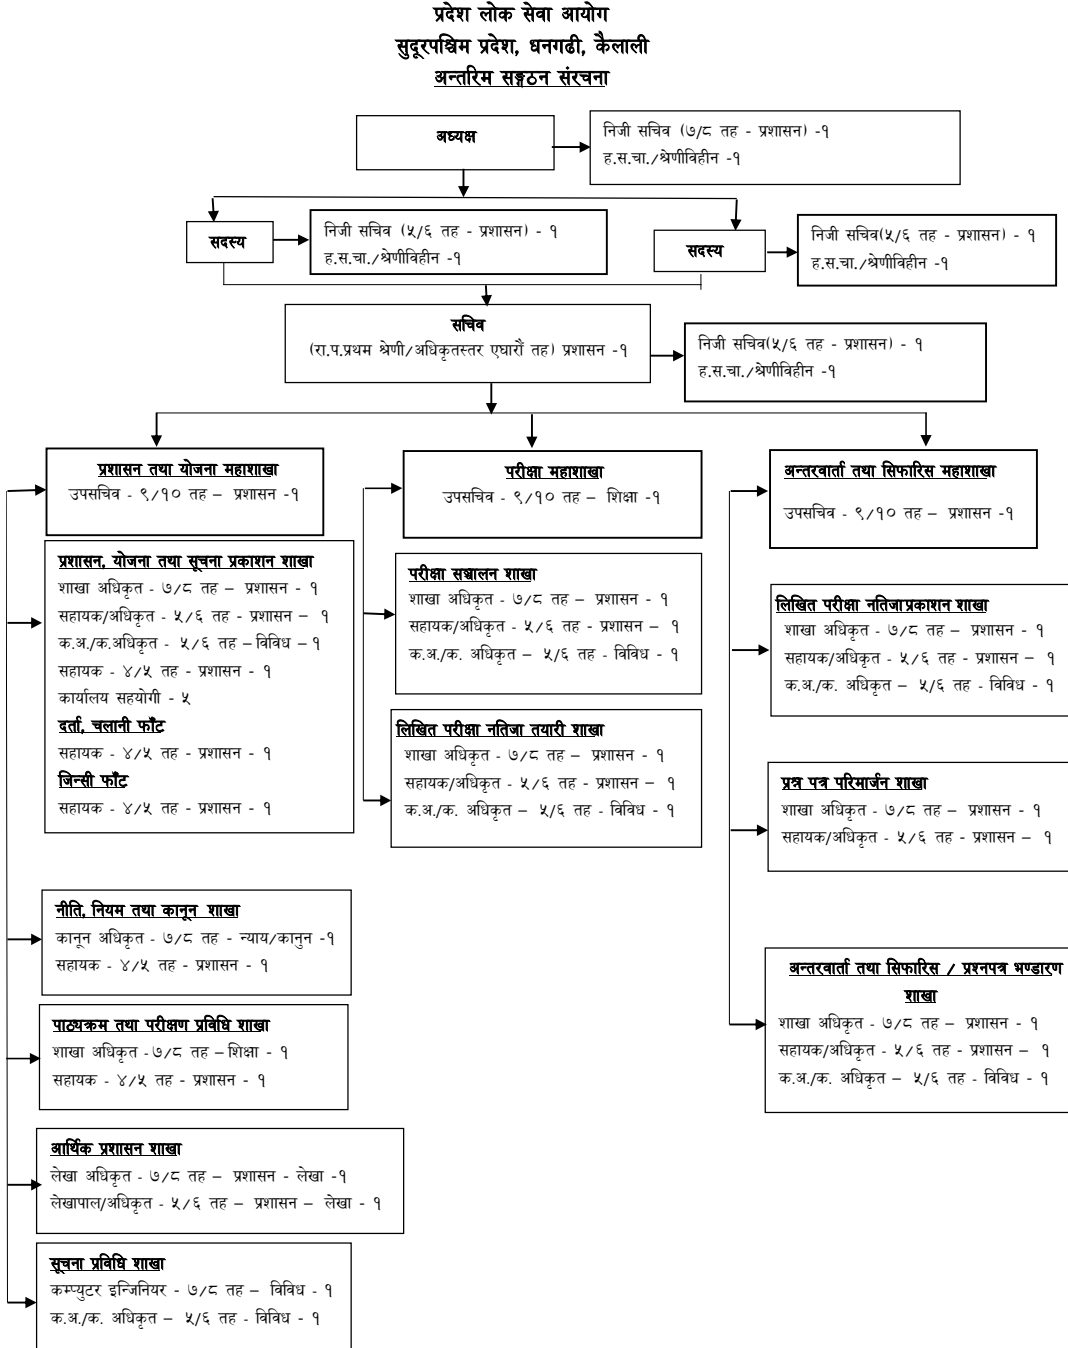 प्रदेश लोक सेवा आयोग
सुदूरपश्चिम प्रदेश, धनगढी, कैलाली
अन्तरिम सङ्गठन संरचना
अध्यक्ष
निजी सचिव (७/८ तह - प्रशासन) -१
ह.स.चा./श्रेणीविहीन -१
सदस्य
निजी सचिव (५/६ तह - प्रशासन) - १
ह.स.चा./श्रेणीविहीन -१
सदस्य
निजी सचिव(५/६ तह - प्रशासन) - १
ह.स.चा./श्रेणीविहीन -१
सचिव
(रा.प.प्रथम श्रेणी/अधिकृतस्तर एघारौं तह) प्रशासन -१
निजी सचिव(५/६ तह - प्रशासन) - १
ह.स.चा./श्रेणीविहीन -१
प्रशासन तथा योजना महाशाखा
उपसचिव - ९/१० तह – प्रशासन -१
प्रशासन, योजना तथा सूचना प्रकाशन शाखा
शाखा अधिकृत - ७/८ तह – प्रशासन - १
सहायक/अधिकृत - ५/६ तह - प्रशासन – १
क.अ./क.अधिकृत - ५/६ तह – विविध – १
सहायक - ४/५ तह - प्रशासन - १
कार्यालय सहयोगी - ५
दर्ता, चलानी फाँट
सहायक - ४/५ तह - प्रशासन - १
जिन्सी फाँट
सहायक - ४/५ तह - प्रशासन - १
नीति, नियम तथा कानून शाखा
कानून अधिकृत - ७/८ तह - न्याय/कानुन -१
सहायक - ४/५ तह - प्रशासन - १
पाठ्यक्रम तथा परीक्षण प्रविधि शाखा
शाखा अधिकृत - ७/८ तह – शिक्षा - १
सहायक - ४/५ तह - प्रशासन - १
आर्थिक प्रशासन शाखा
लेखा अधिकृत - ७/८ तह – प्रशासन - लेखा -१
लेखापाल/अधिकृत - ५/६ तह – प्रशासन – लेखा - १
सूचना प्रविधि शाखा
कम्प्युटर इन्जिनियर - ७/८ तह – विविध - १
क.अ./क. अधिकृत – ५/६ तह - विविध - १
परीक्षा महाशाखा
उपसचिव - ९/१० तह – शिक्षा -१
परीक्षा सञ्चालन शाखा
शाखा अधिकृत - ७/८ तह – प्रशासन - १
सहायक/अधिकृत - ५/६ तह - प्रशासन – १
क.अ./क. अधिकृत – ५/६ तह - विविध - १
लिखित परीक्षा नतिजा तयारी शाखा
शाखा अधिकृत - ७/८ तह – प्रशासन - १
सहायक/अधिकृत - ५/६ तह - प्रशासन – १
क.अ./क. अधिकृत – ५/६ तह - विविध - १
अन्तरवार्ता तथा सिफारिस महाशाखा
उपसचिव - ९/१० तह – प्रशासन -१
लिखित परीक्षा नतिजा प्रकाशन शाखा
शाखा अधिकृत - ७/८ तह – प्रशासन - १
सहायक/अधिकृत - ५/६ तह - प्रशासन – १
क.अ./क. अधिकृत – ५/६ तह - विविध - १
प्रश्न पत्र परिमार्जन शाखा
शाखा अधिकृत - ७/८ तह – प्रशासन - १
सहायक/अधिकृत - ५/६ तह - प्रशासन – १
अन्तरवार्ता तथा सिफारिस / प्रश्नपत्र भण्डारण
शाखा
शाखा अधिकृत - ७/८ तह – प्रशासन - १
सहायक/अधिकृत - ५/६ तह - प्रशासन – १
क.अ./क. अधिकृत – ५/६ तह - विविध - १